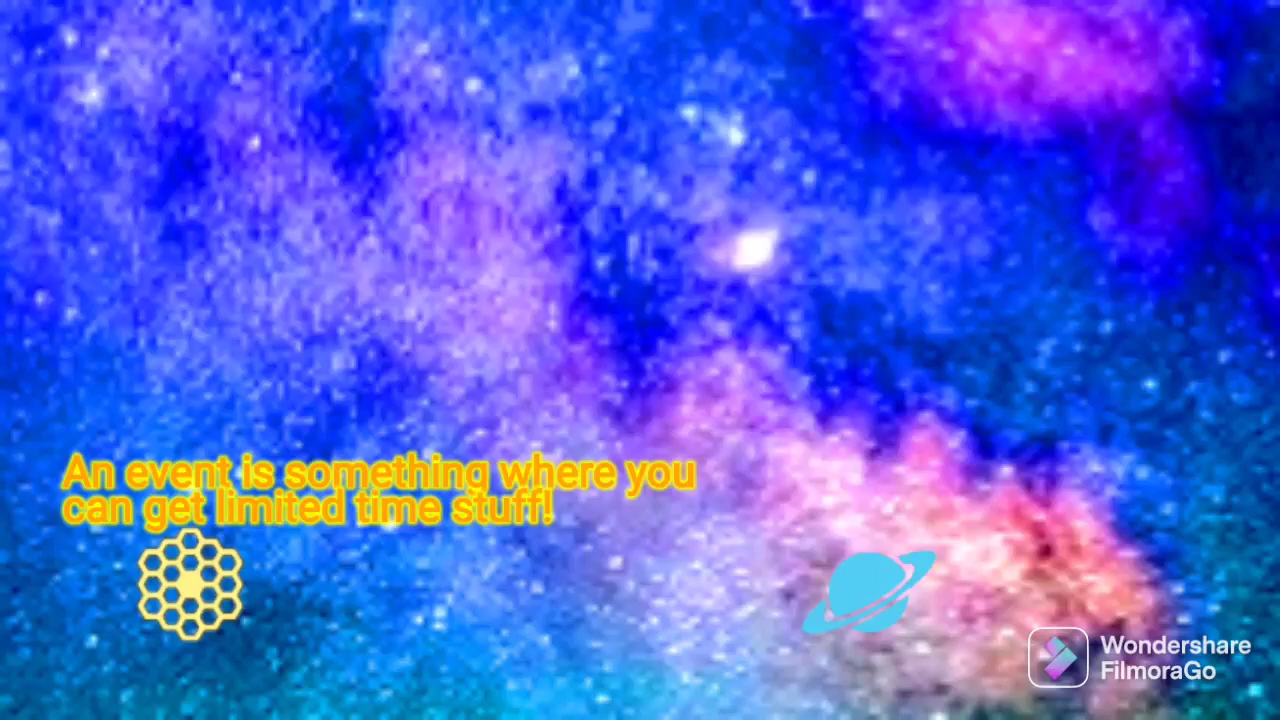 An event is something where you
can get limited time stuff!
Wondershare
FilmoraGo